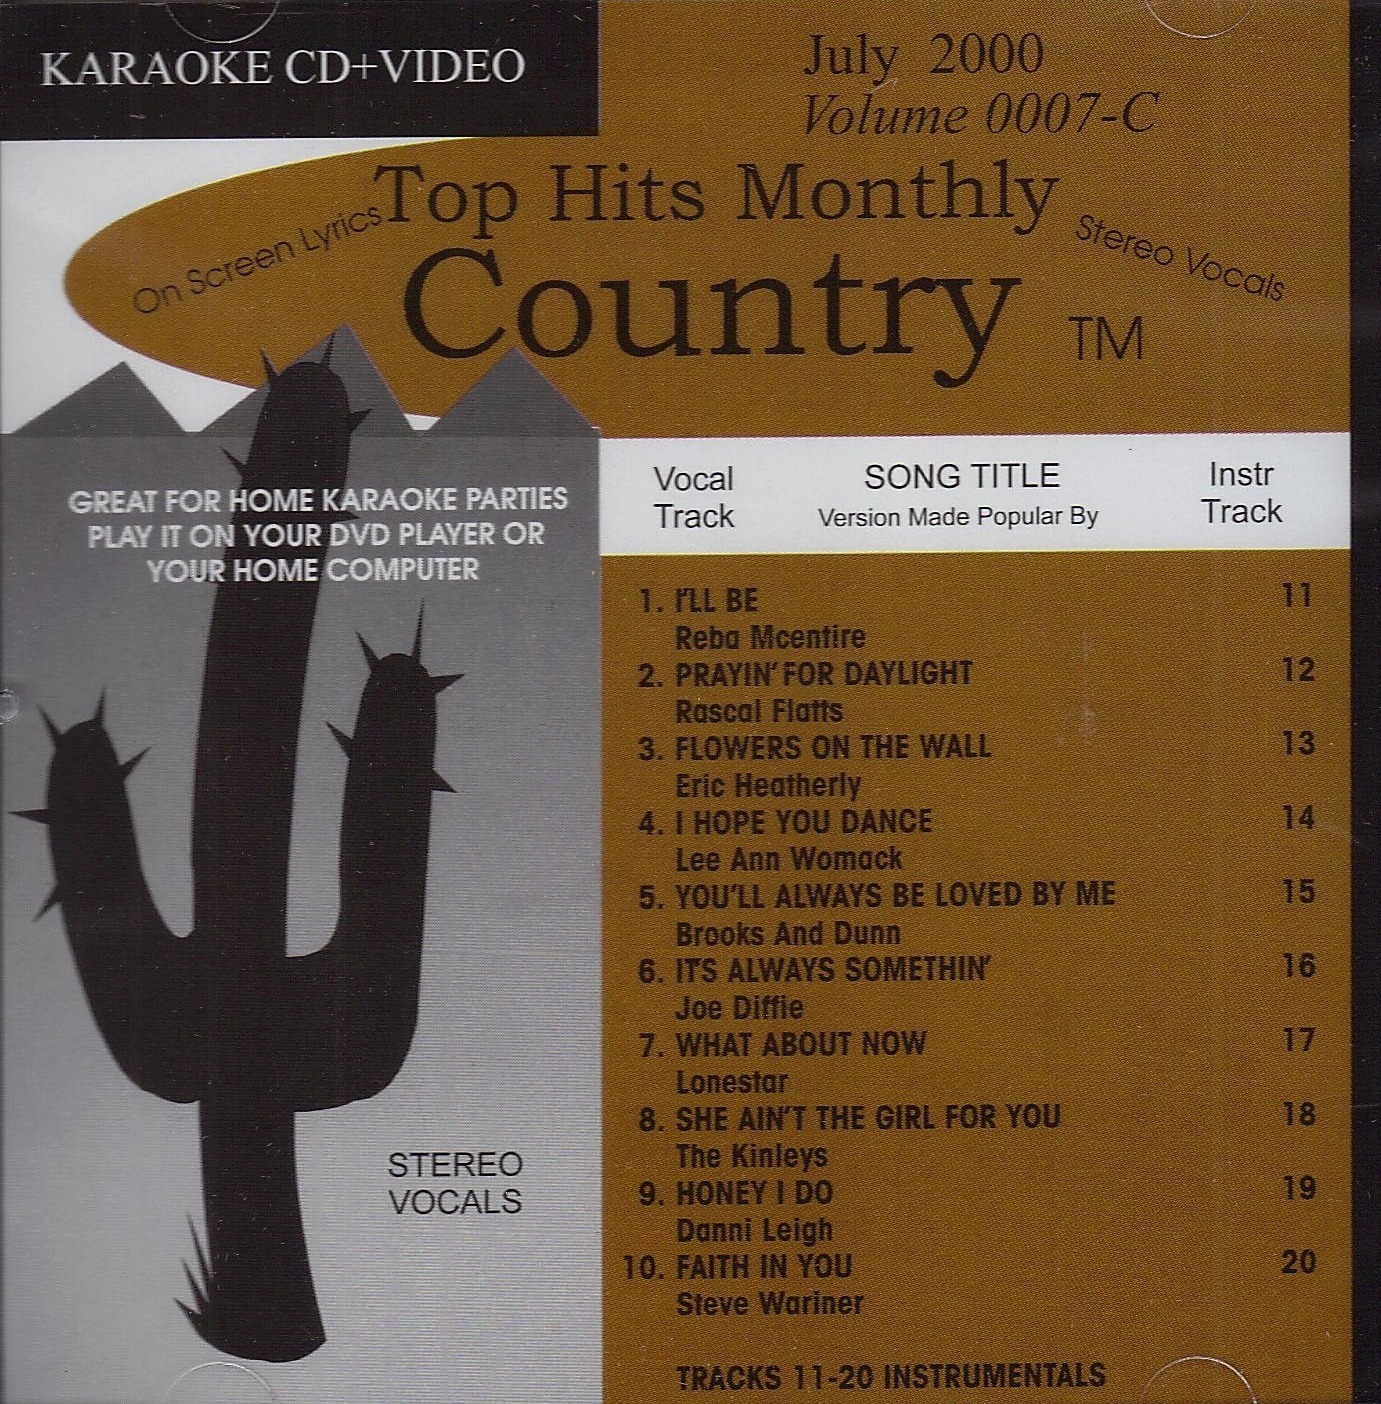 KARAOKE CD+VIDEO
July 2000
Volume 0007-C
On Screen Lyrics
Top Hits Monthly
Stereo Vocals
Country TM
GREAT FOR HOME KARAOKE PARTIES
PLAY IT ON YOUR DVD PLAYER OR
YOUR HOME COMPUTER
Vocal SONG TITLE Instr
Track Version Made Popular By Track
1. I'LL BE 11
Reba Mcentire
2. PRAYIN' FOR DAYLIGHT 12
Rascal Flatts
3. FLOWERS ON THE WALL 13
Eric Heatherly
4. I HOPE YOU DANCE 14
Lee Ann Womack
5. YOU'LL ALWAYS BE LOVED BY ME 15
Brooks And Dunn
6. IT'S ALWAYS SOMETHIN' 16
Joe Diffie
7. WHAT ABOUT NOW 17
Lonestar
8. SHE AIN'T THE GIRL FOR YOU 18
The Kinleys
9. HONEY I DO 19
Danni Leigh
10. FAITH IN YOU 20
Steve Wariner
STEREO
VOCALS
TRACKS 11-20 INSTRUMENTALS